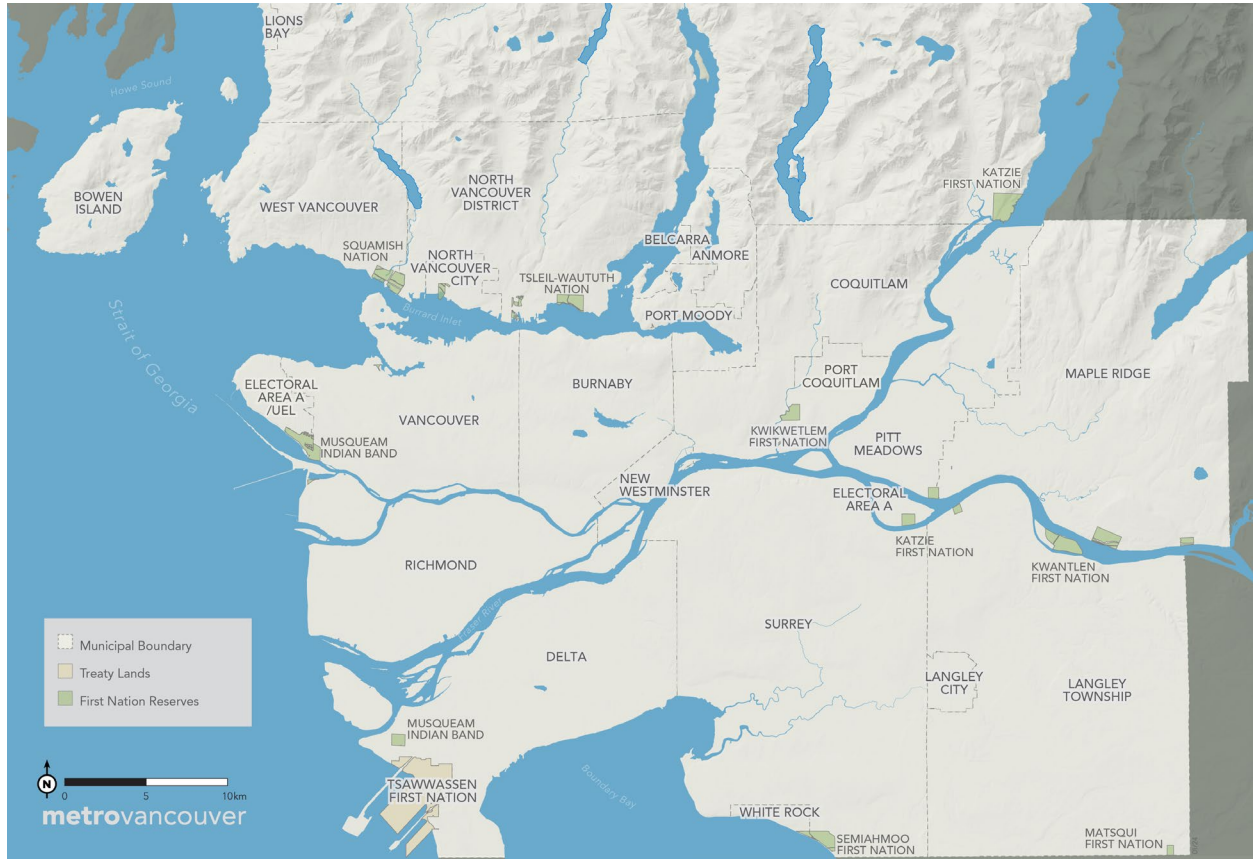 LIONS
BAY
Howe Sound
KATZIE
FIRST NATION
BOWEN
ISLAND
WEST VANCOUVER
NORTH
VANCOUVER
DISTRICT
SQUAMISH
NATION
NORTH
VANCOUVER
CITY
TSLEIL-WAUTUTH
NATION
BELCARRA
ANMORE
COQUITLAM
Burrard Inlet
PORT MOODY
Strait of Georgia
ELECTORAL
AREA A
/UEL
VANCOUVER
BURNABY
PORT
COQUITLAM
MAPLE RIDGE
MUSQUEAM
INDIAN BAND
KWIKWETLEM
FIRST NATION
PITT
MEADOWS
NEW
WESTMINSTER
ELECTORAL
AREA A
KATZIE
FIRST NATION
RICHMOND
KWANTLEN
FIRST NATION
Fraser River
SURREY
DELTA
LANGLEY
CITY
LANGLEY
TOWNSHIP
Municipal Boundary
Treaty Lands
First Nation Reserves
MUSQUEAM
INDIAN BAND
TSAWWASSEN
FIRST NATION
Boundary Bay
WHITE ROCK
SEMIAHMOO
FIRST NATION
MATSQUI
FIRST NATION
N
0 5 10km
metrovancouver